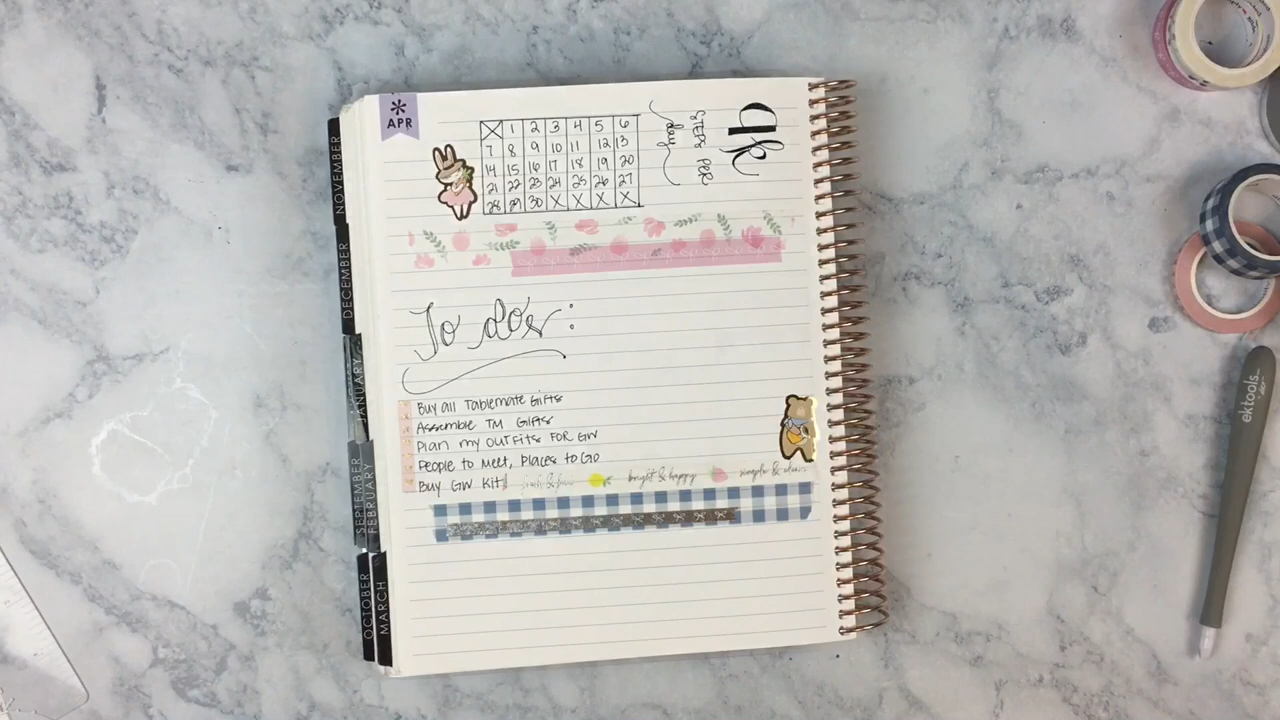 *
APR
X 1 2 3 4 5 6
7 8 9 10 11 12 13
14 15 16 17 18 19 20
21 22 23 24 25 26 27
28 29 30 X X X X
STEPS PER
day
To do's:
Buy all Tablemate Gifts
Assemble TM Gifts
Plan my outfits for GW
People to meet, Places to Go
Buy GW Kit
bright & happy
simple &
NOVEMBER
DECEMBER
JANUARY
SEPTEMBER
FEBRUARY
OCTOBER
MARCH
ektools